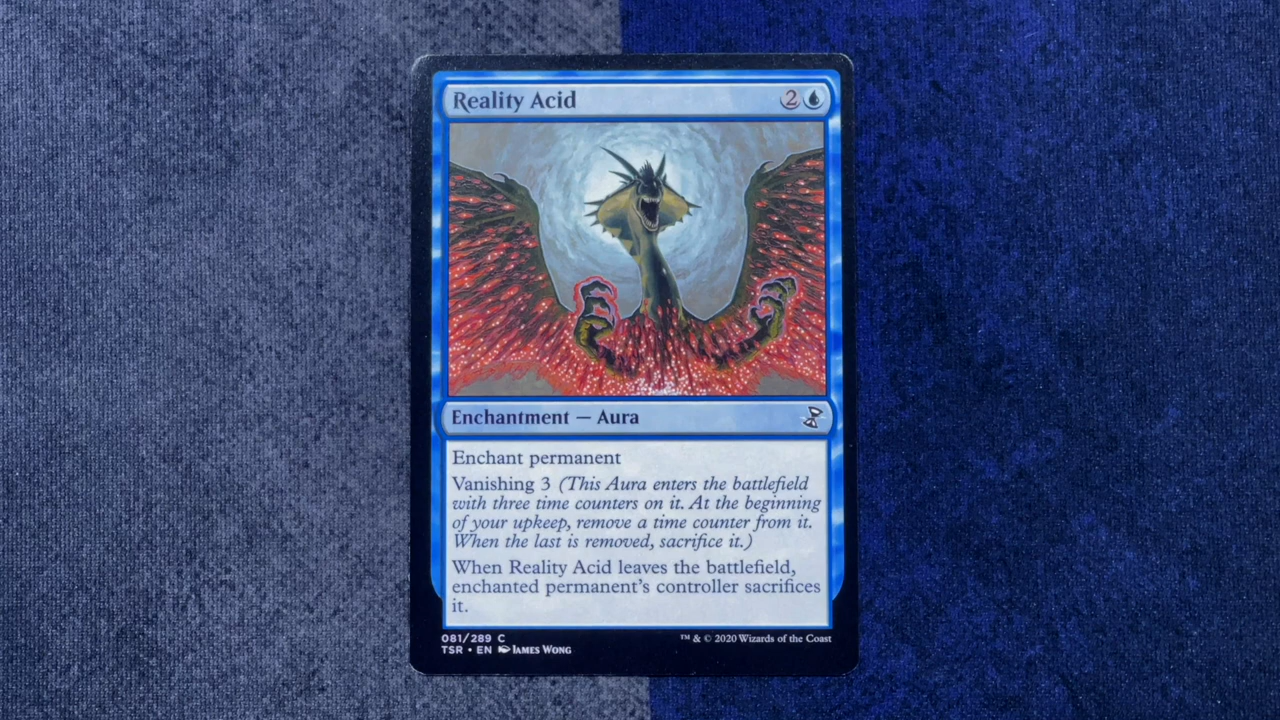 Reality Acid 2
Enchantment — Aura
Enchant permanent
Vanishing 3 (This Aura enters the battlefield
with three time counters on it. At the beginning
of your upkeep, remove a time counter from it.
When the last is removed, sacrifice it.)
When Reality Acid leaves the battlefield,
enchanted permanent's controller sacrifices
it.
081/289 C ™ & © 2020 Wizards of the Coast
TSR • EN James Wong